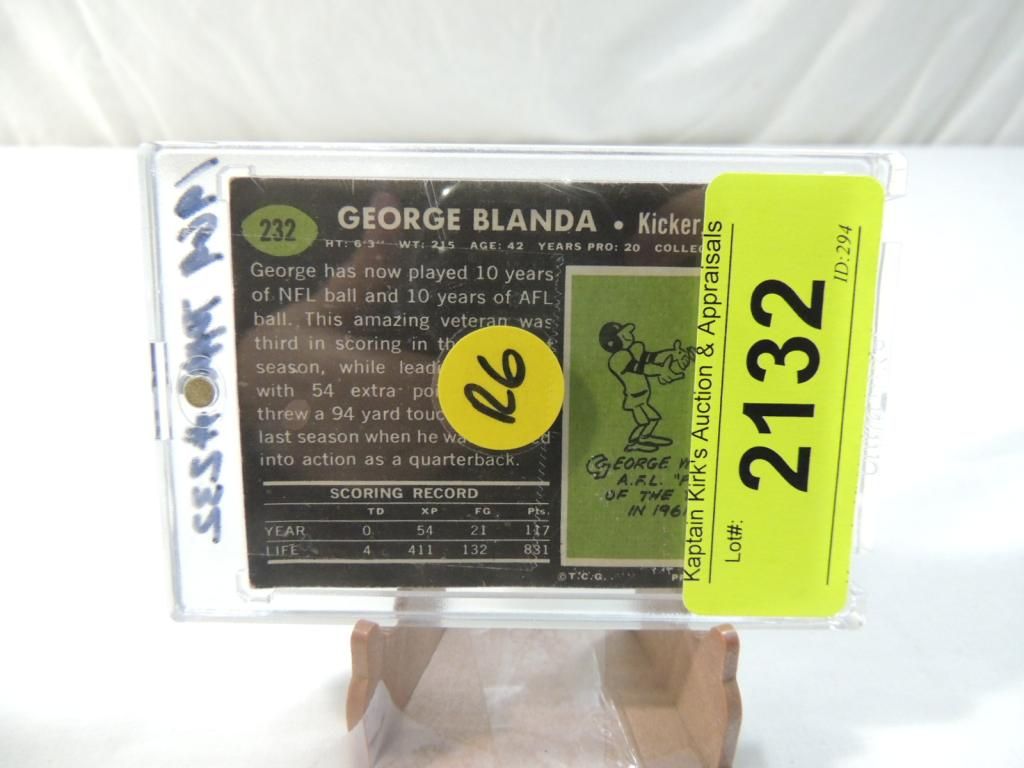 232
GEORGE BLANDA • Kicker
HT: 6'3" WT: 215 AGE: 42 YEARS PRO: 20
George has now played 10 years
of NFL ball and 10 years of AFL
ball. This amazing veteran was
third in scoring in
season, while
with 54 extra
threw a 94 yard
last season when he
into action as a quarterback.
SCORING RECORD
TD XP FG Pts.
YEAR 0 54 21 117
LIFE 4 411 132 831
GEORGE
A.F.L.
OF THE
IN
©T.C.G.
R6
Kaptain Kirk's Auction & Appraisals
Lot#:
2132
ID:294